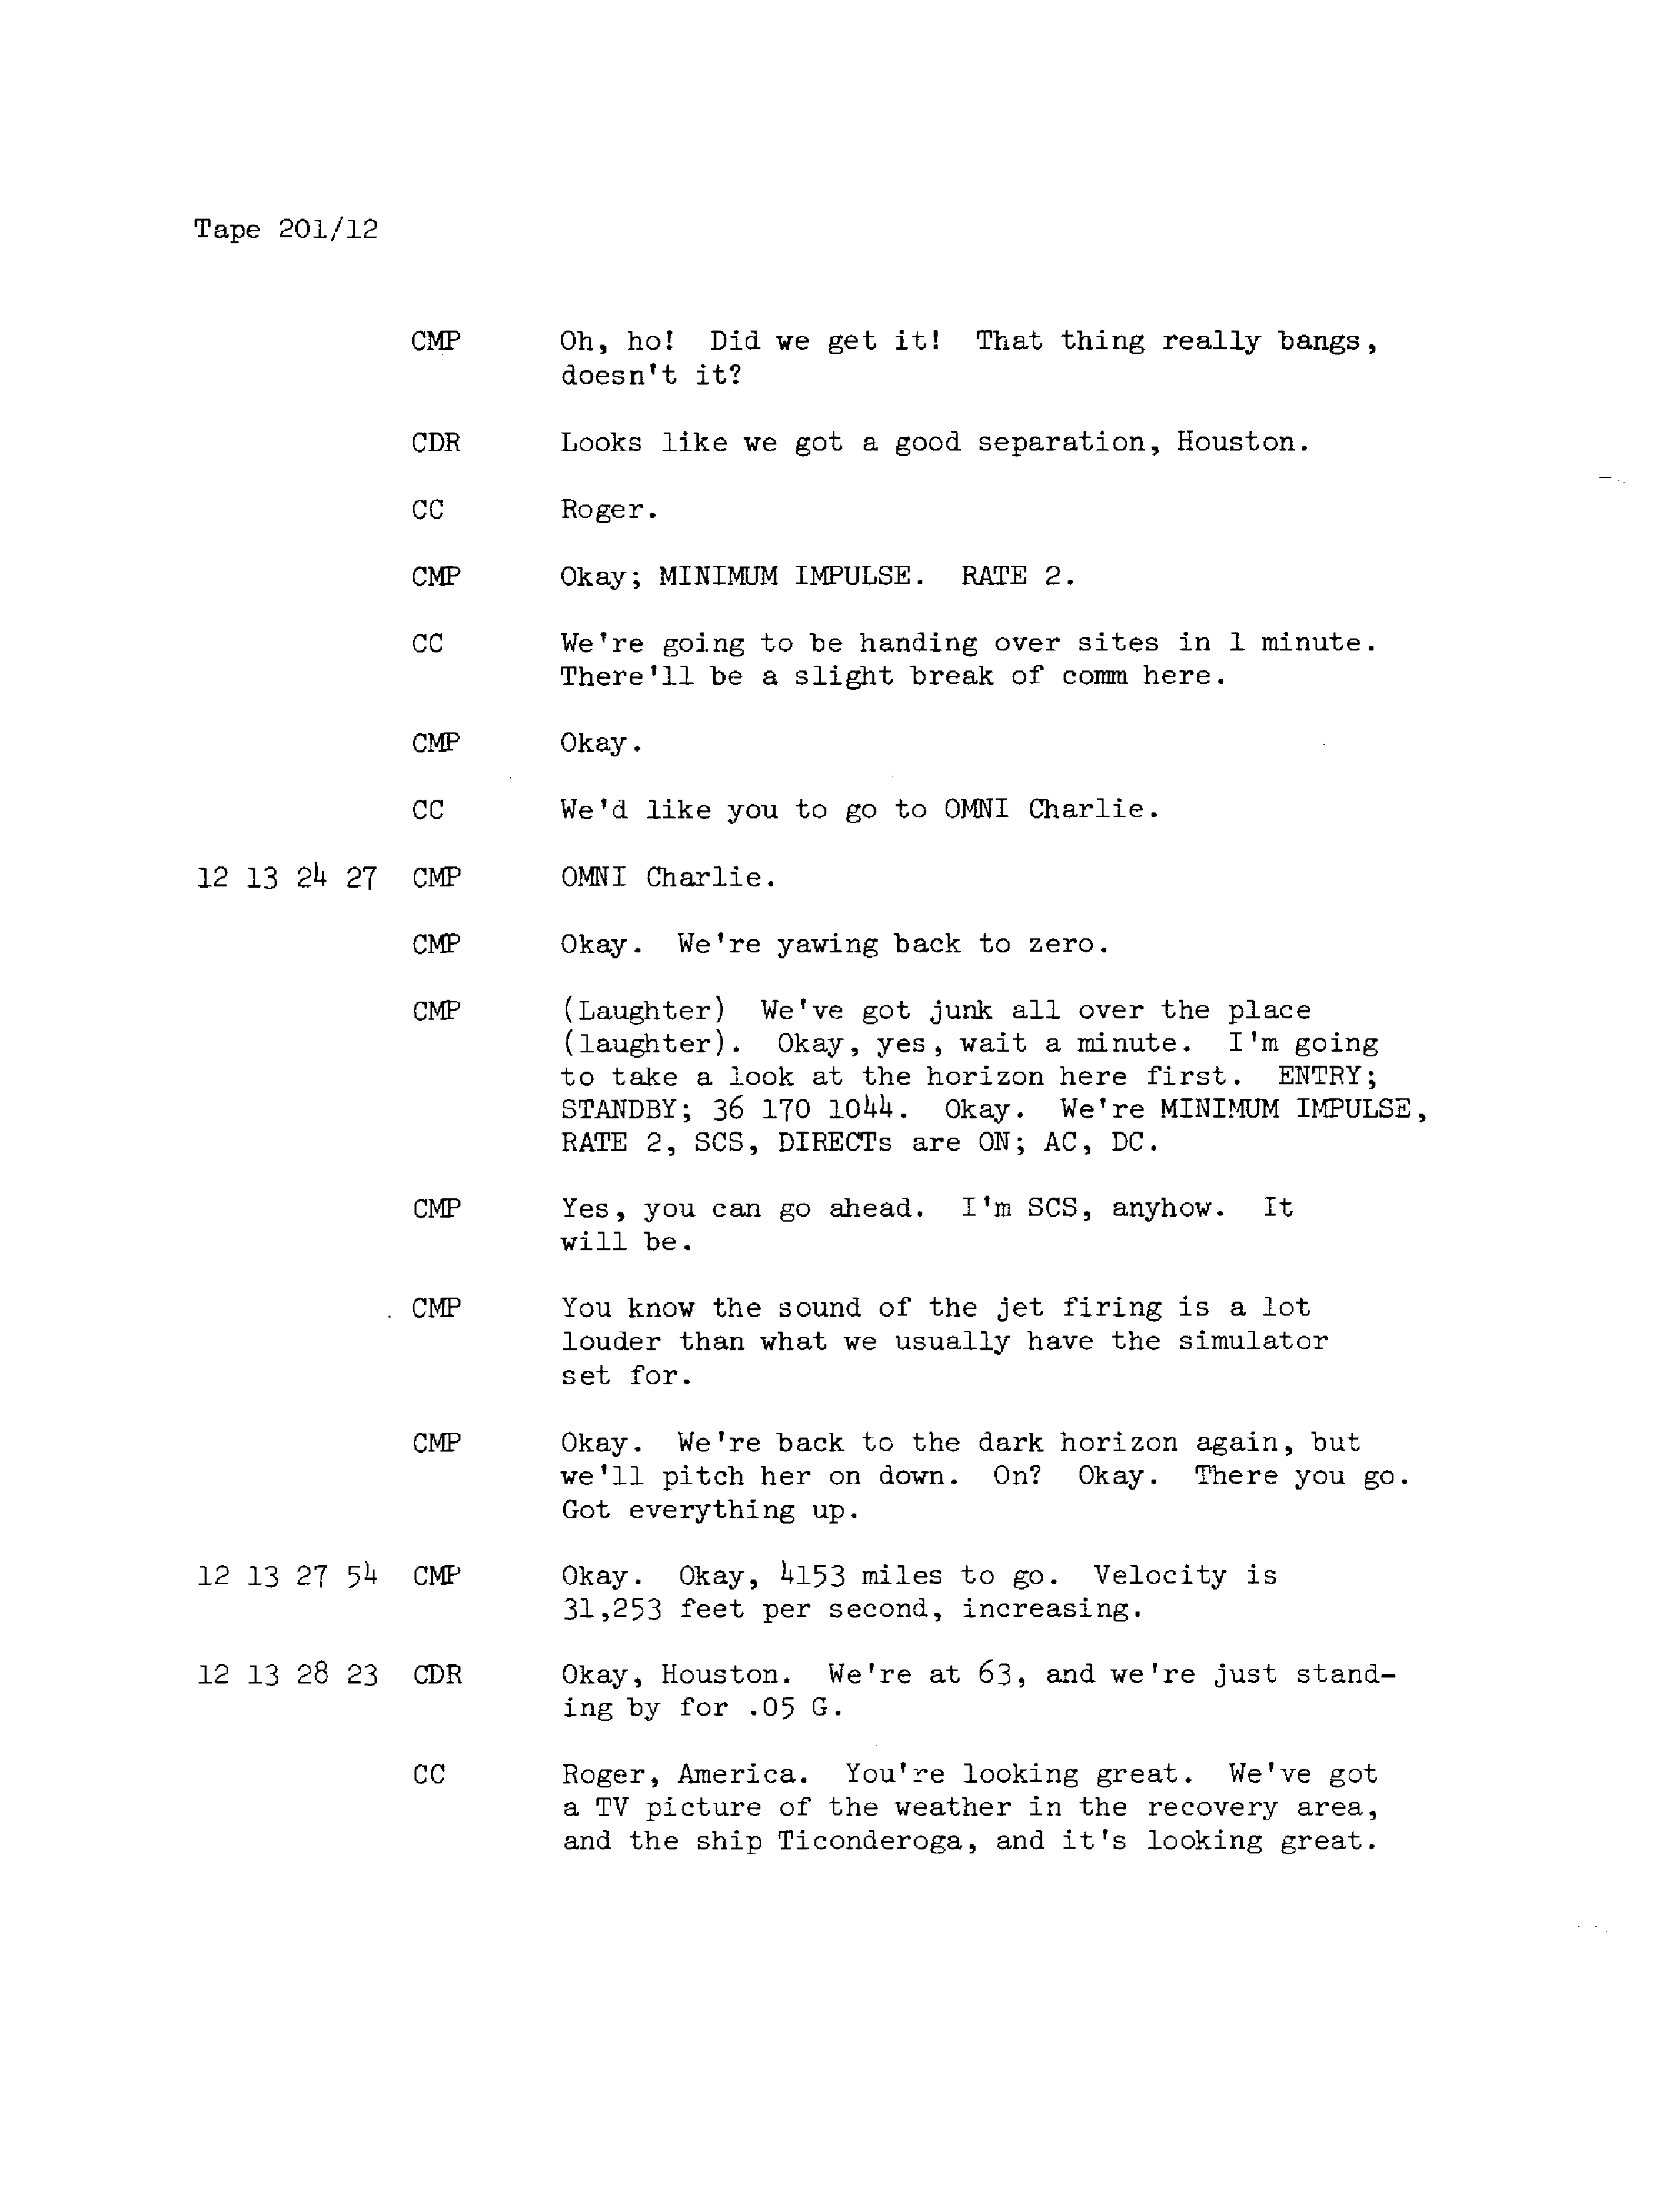 Tape 201/12
CMP Oh, ho! Did we get it! That thing really bangs,
doesn't it?
CDR Looks like we got a good separation, Houston.
CC Roger.
CMP Okay; MINIMUM IMPULSE. RATE 2.
CC We're going to be handing over sites in 1 minute.
There'll be a slight break of comm here.
CMP Okay.
CC We'd like you to go to OMNI Charlie.
12 13 24 27 CMP OMNI Charlie.
CMP Okay. We're yawing back to zero.
CMP (Laughter) We've got junk all over the place
(laughter). Okay, yes, wait a minute. I'm going
to take a look at the horizon here first. ENTRY;
STANDBY; 36 170 1044. Okay. We're MINIMUM IMPULSE,
RATE 2, SCS, DIRECTs are ON; AC, DC.
CMP Yes, you can go ahead. I'm SCS, anyhow. It
will be.
CMP You know the sound of the jet firing is a lot
louder than what we usually have the simulator
set for.
CMP Okay. We're back to the dark horizon again, but
we'll pitch her on down. On? Okay. There you go.
Got everything up.
12 13 27 54 CMP Okay. Okay, 4153 miles to go. Velocity is
31,253 feet per second, increasing.
12 13 28 23 CDR Okay, Houston. We're at 63, and we're just stand-
ing by for .05 G.
CC Roger, America. You're looking great. We've got
a TV picture of the weather in the recovery area,
and the ship Ticonderoga, and it's looking great.